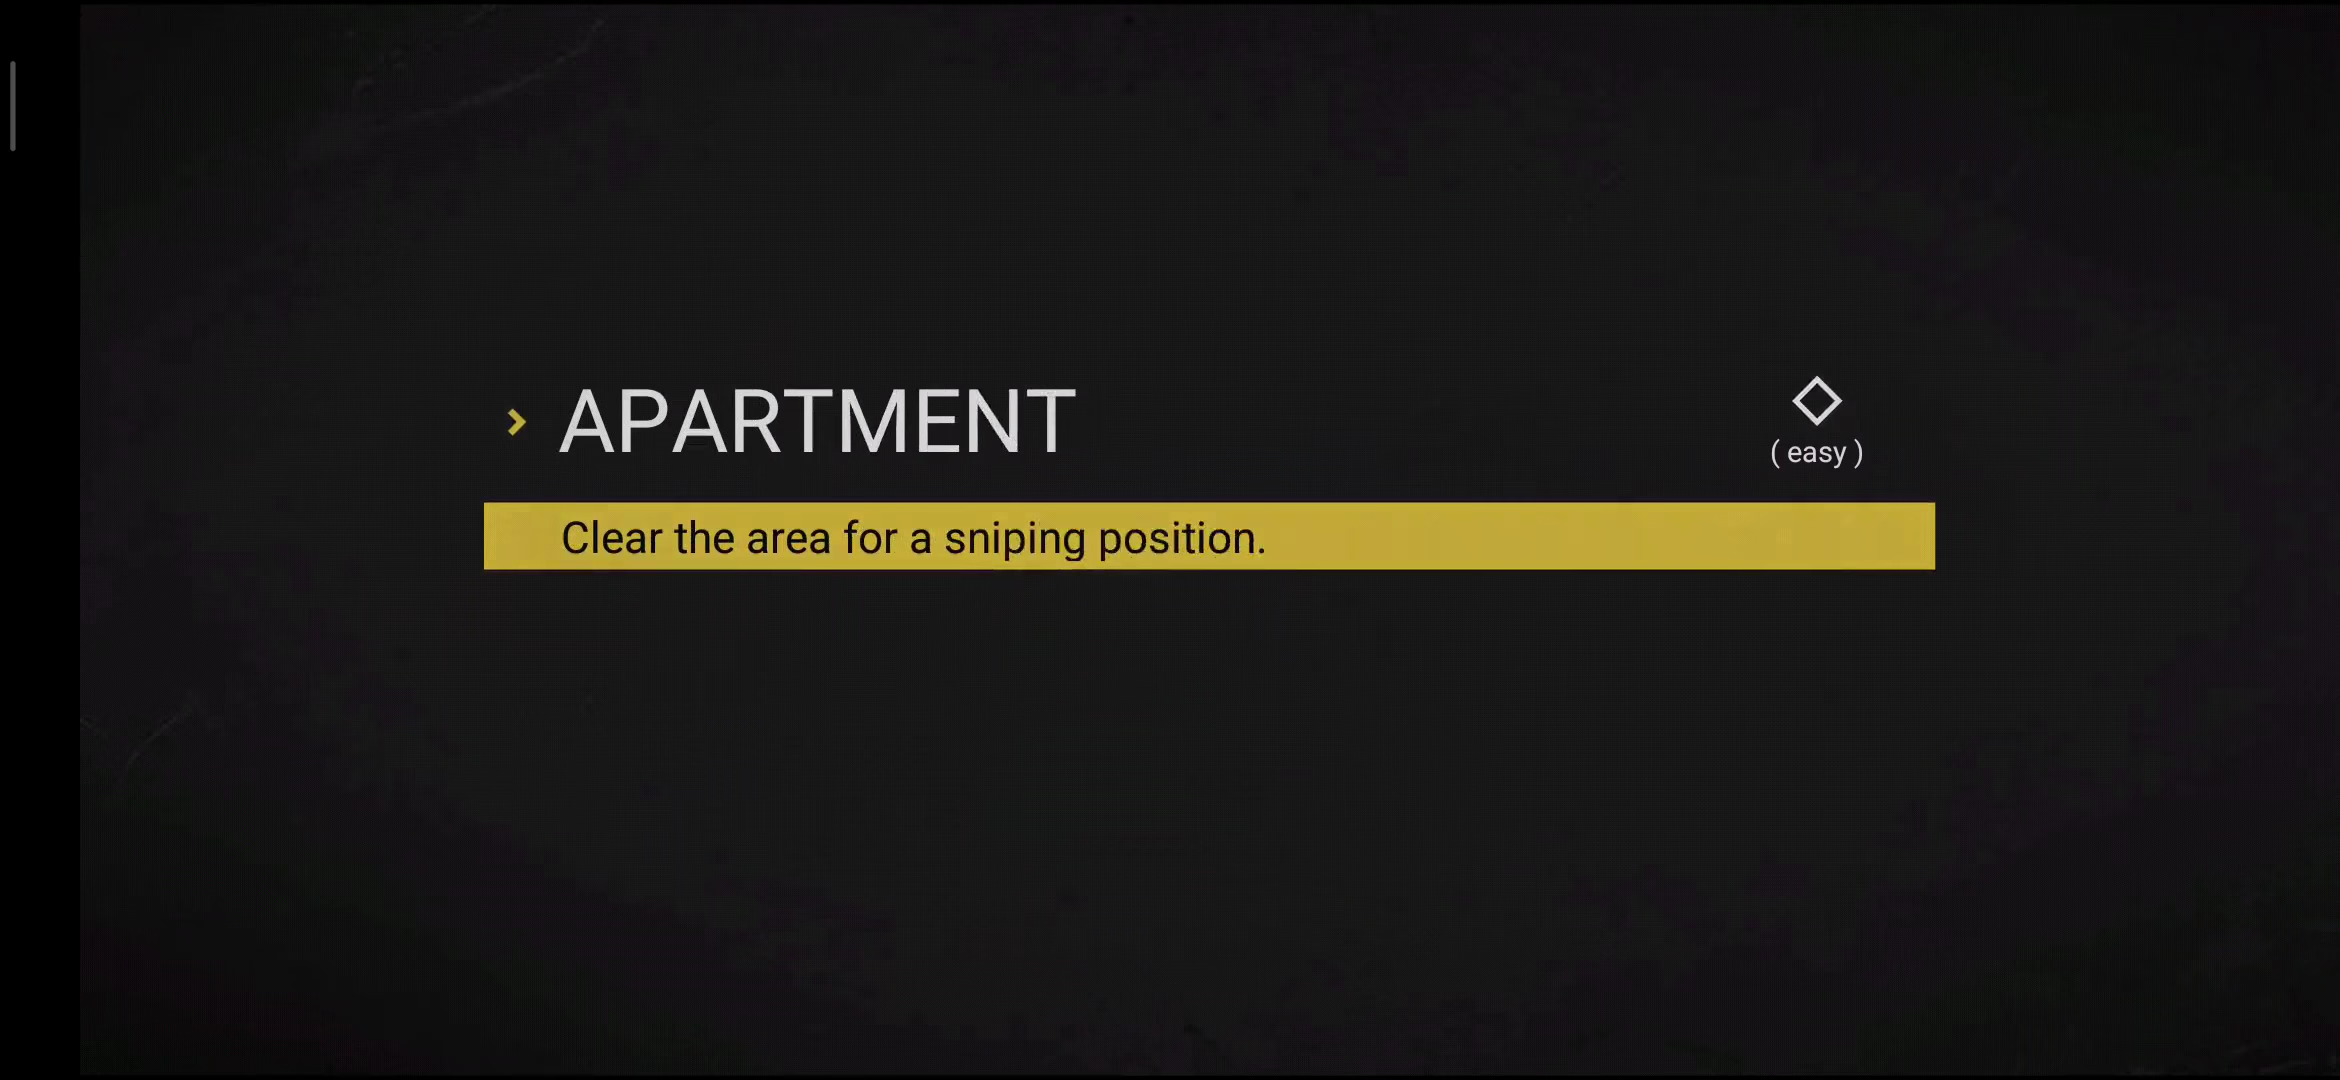 APARTMENT
( easy )
Clear the area for a sniping position.